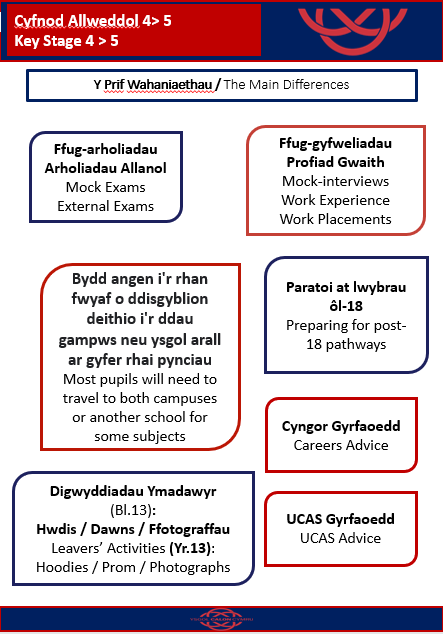 Cyfnod Allweddol 4> 5
Key Stage 4 > 5
Y Prif Wahaniaethau / The Main Differences
Ffug-arholiadau
Arholiadau Allanol
Mock Exams
External Exams
Ffug-gyfweliadau
Profiad Gwaith
Mock-interviews
Work Experience
Work Placements
Bydd angen i'r rhan
fwyaf o ddisgyblion
deithio i'r ddau
gampws neu ysgol arall
ar gyfer rhai pynciau
Most pupils will need to
travel to both campuses
or another school for
some subjects
Paratoi at lwybrau
ôl-18
Preparing for post-
18 pathways
Cyngor Gyrfaoedd
Careers Advice
Digwyddiadau Ymadawyr
(Bl.13):
Hwdis / Dawns / Ffotograffau
Leavers’ Activities (Yr.13):
Hoodies / Prom / Photographs
UCAS Gyrfaoedd
UCAS Advice